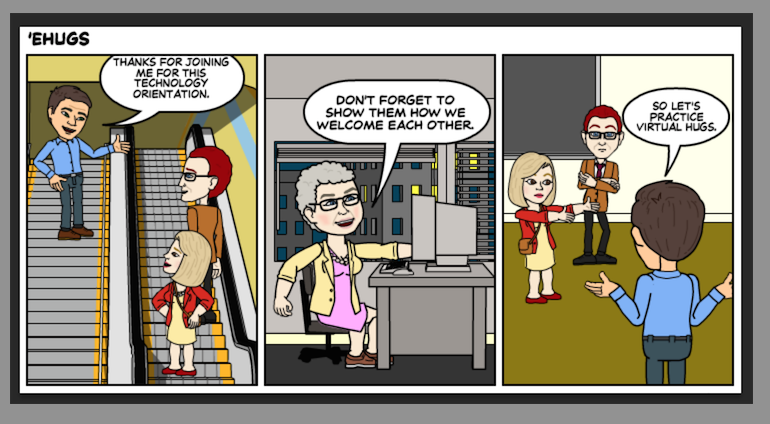 'EHUGS
THANKS FOR JOINING
ME FOR THIS
TECHNOLOGY
ORIENTATION.
DON'T FORGET TO
SHOW THEM HOW WE
WELCOME EACH OTHER.
SO LET'S
PRACTICE
VIRTUAL HUGS.